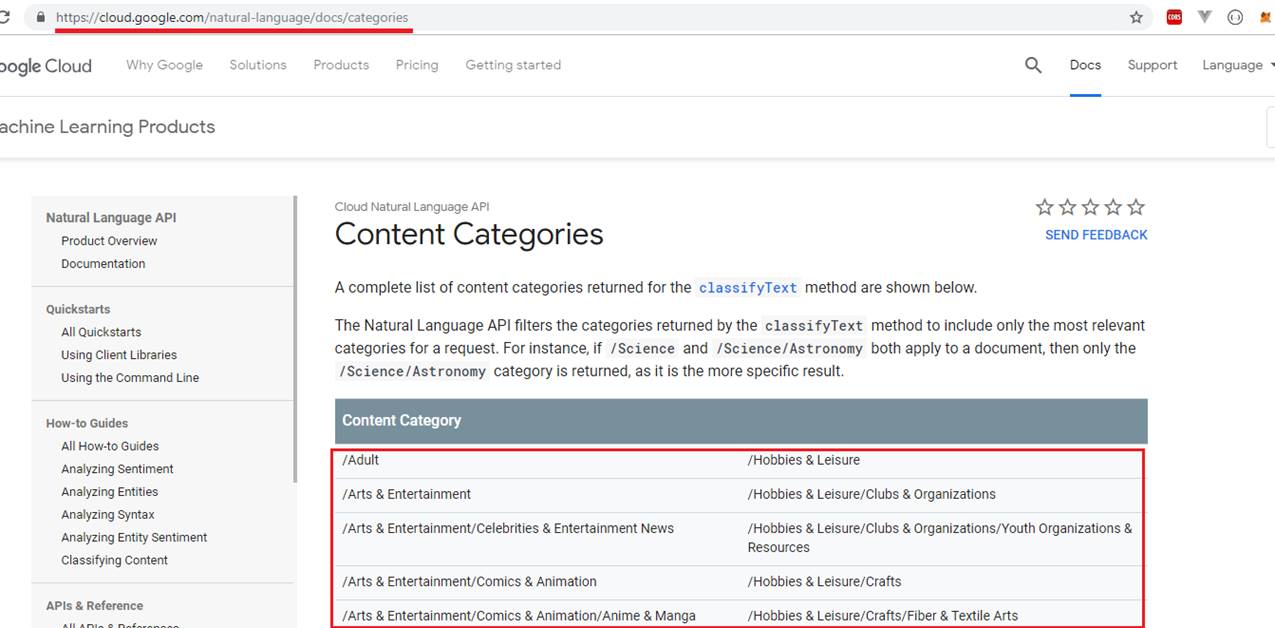 https://cloud.google.com/natural-language/docs/categories
CORS
oogle Cloud
Why Google
Solutions
Products
Pricing
Getting started
Docs
Support
Language
achine Learning Products
Natural Language API
Product Overview
Documentation
Quickstarts
All Quickstarts
Using Client Libraries
Using the Command Line
How-to Guides
All How-to Guides
Analyzing Sentiment
Analyzing Entities
Analyzing Syntax
Analyzing Entity Sentiment
Classifying Content
APIs & Reference
All APIs & Reference
Cloud Natural Language API
Content Categories
SEND FEEDBACK
A complete list of content categories returned for the classifyText method are shown below.
The Natural Language API filters the categories returned by the classifyText method to include only the most relevant
categories for a request. For instance, if /Science and /Science/Astronomy both apply to a document, then only the
/Science/Astronomy category is returned, as it is the more specific result.
Content Category
/Adult
/Hobbies & Leisure
/Arts & Entertainment
/Hobbies & Leisure/Clubs & Organizations
/Arts & Entertainment/Celebrities & Entertainment News
/Hobbies & Leisure/Clubs & Organizations/Youth Organizations &
Resources
/Arts & Entertainment/Comics & Animation
/Hobbies & Leisure/Crafts
/Arts & Entertainment/Comics & Animation/Anime & Manga
/Hobbies & Leisure/Crafts/Fiber & Textile Arts